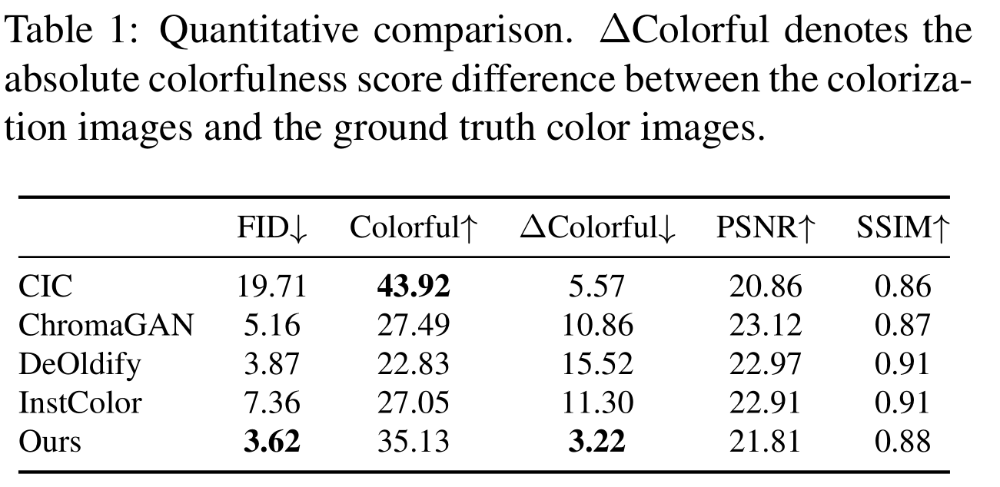 Table 1: Quantitative comparison. ΔColorful denotes the
absolute colorfulness score difference between the coloriza-
tion images and the ground truth color images.
FID↓ Colorful↑ ΔColorful↓ PSNR↑ SSIM↑
CIC 19.71 43.92 5.57 20.86 0.86
ChromaGAN 5.16 27.49 10.86 23.12 0.87
DeOldify 3.87 22.83 15.52 22.97 0.91
InstColor 7.36 27.05 11.30 22.91 0.91
Ours 3.62 35.13 3.22 21.81 0.88